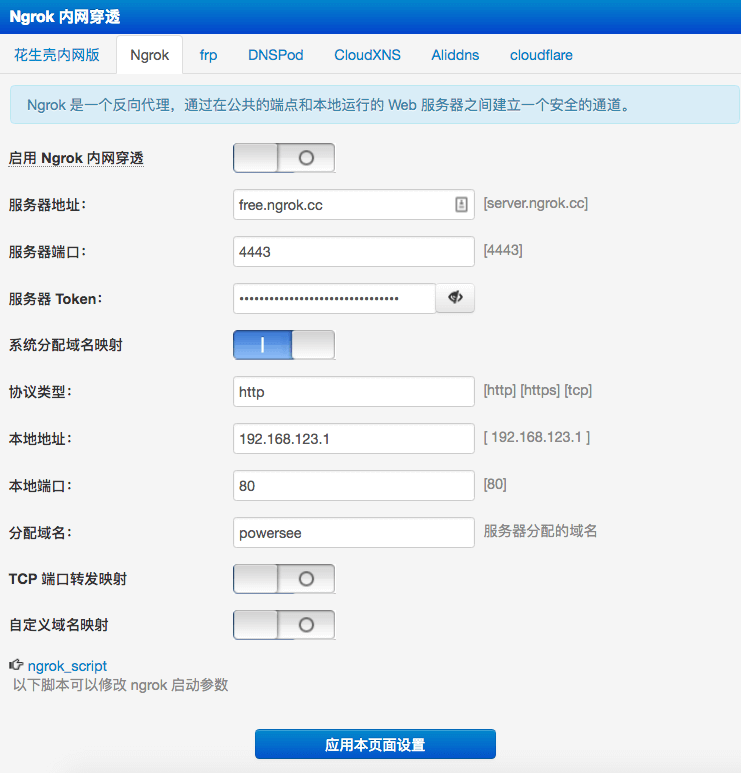 Ngrok 内网穿透
花生壳内网版 Ngrok frp DNSPod CloudXNS Aliddns cloudflare
Ngrok 是一个反向代理，通过在公共的端点和本地运行的 Web 服务器之间建立一个安全的通道。
启用 Ngrok 内网穿透
服务器地址： free.ngrok.cc [server.ngrok.cc]
服务器端口： 4443 [4443]
服务器 Token： ••••••••••••••••••••••••••••••••
系统分配域名映射
协议类型： http [http] [https] [tcp]
本地地址： 192.168.123.1 [ 192.168.123.1 ]
本地端口： 80 [80]
分配域名： powersee 服务器分配的域名
TCP 端口转发映射
自定义域名映射
ngrok_script
以下脚本可以修改 ngrok 启动参数
应用本页面设置